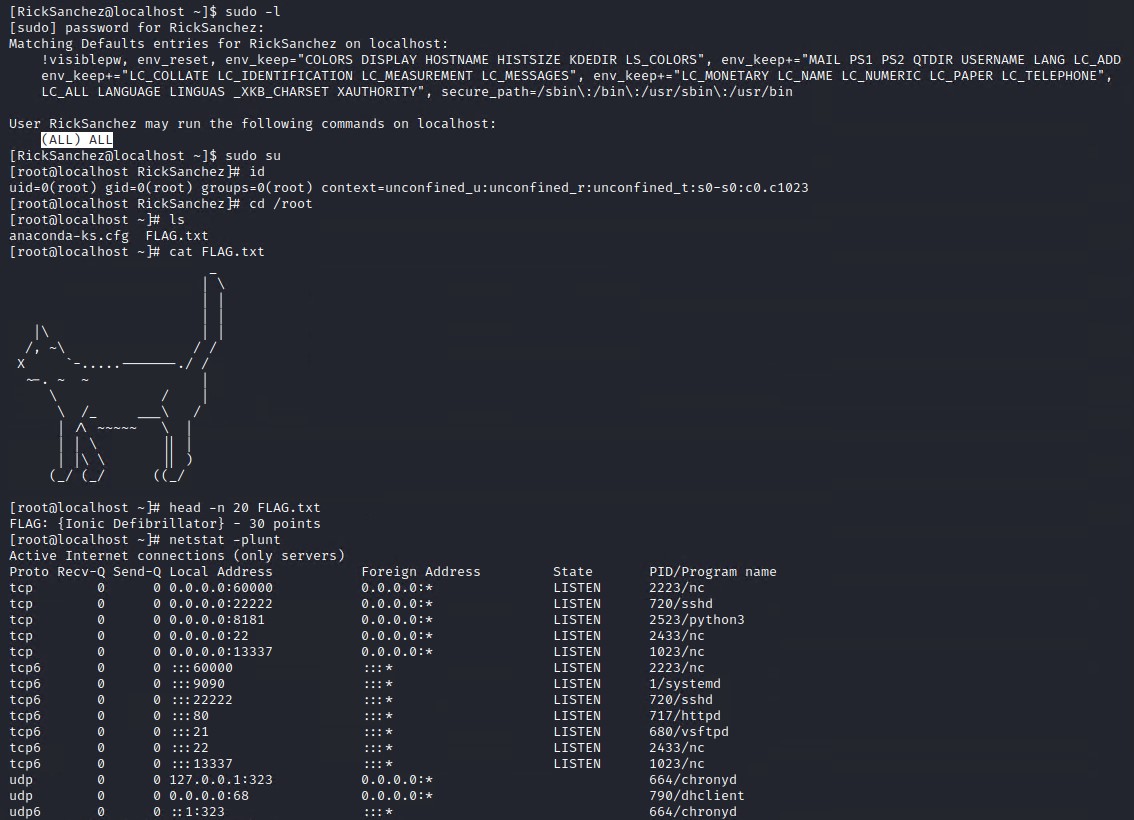 [RickSanchez@localhost ~]$ sudo -l
[sudo] password for RickSanchez:
Matching Defaults entries for RickSanchez on localhost:
    !visiblepw, env_reset, env_keep="COLORS DISPLAY HOSTNAME HISTSIZE KDEDIR LS_COLORS", env_keep+="MAIL PS1 PS2 QTDIR USERNAME LANG LC_ADD
    env_keep+="LC_COLLATE LC_IDENTIFICATION LC_MEASUREMENT LC_MESSAGES", env_keep+="LC_MONETARY LC_NAME LC_NUMERIC LC_PAPER LC_TELEPHONE",
    LC_ALL LANGUAGE LINGUAS _XKB_CHARSET XAUTHORITY", secure_path=/sbin\:/bin\:/usr/sbin\:/usr/bin

User RickSanchez may run the following commands on localhost:
    (ALL) ALL
[RickSanchez@localhost ~]$ sudo su
[root@localhost RickSanchez]# id
uid=0(root) gid=0(root) groups=0(root) context=unconfined_u:unconfined_r:unconfined_t:s0-s0:c0.c1023
[root@localhost RickSanchez]# cd /root
[root@localhost ~]# ls
anaconda-ks.cfg  FLAG.txt
[root@localhost ~]# cat FLAG.txt
                         _
                        | \
                        | |
                        | |
   |\                   | |
  /, ~\                / /
 X     `-.....-------./ /
  ~-. ~  ~              |
     \             /    |
      \  /_     ___\   /
      | /\ ~~~~~   \  |
      | | \        || |
      | |\ \       || )
     (_/ (_/      ((_/

[root@localhost ~]# head -n 20 FLAG.txt
FLAG: {Ionic Defibrillator} - 30 points
[root@localhost ~]# netstat -plunt
Active Internet connections (only servers)
Proto Recv-Q Send-Q Local Address           Foreign Address         State       PID/Program name
tcp        0      0 0.0.0.0:60000           0.0.0.0:*               LISTEN      2223/nc
tcp        0      0 0.0.0.0:22222           0.0.0.0:*               LISTEN      720/sshd
tcp        0      0 0.0.0.0:8181            0.0.0.0:*               LISTEN      2523/python3
tcp        0      0 0.0.0.0:22              0.0.0.0:*               LISTEN      2433/nc
tcp        0      0 0.0.0.0:13337           0.0.0.0:*               LISTEN      1023/nc
tcp6       0      0 :::60000                :::*                    LISTEN      2223/nc
tcp6       0      0 :::9090                 :::*                    LISTEN      1/systemd
tcp6       0      0 :::22222                :::*                    LISTEN      720/sshd
tcp6       0      0 :::80                   :::*                    LISTEN      717/httpd
tcp6       0      0 :::21                   :::*                    LISTEN      680/vsftpd
tcp6       0      0 :::22                   :::*                    LISTEN      2433/nc
tcp6       0      0 :::13337                :::*                    LISTEN      1023/nc
udp        0      0 127.0.0.1:323           0.0.0.0:*                           664/chronyd
udp        0      0 0.0.0.0:68              0.0.0.0:*                           790/dhclient
udp6       0      0 ::1:323                 :::*                                664/chronyd